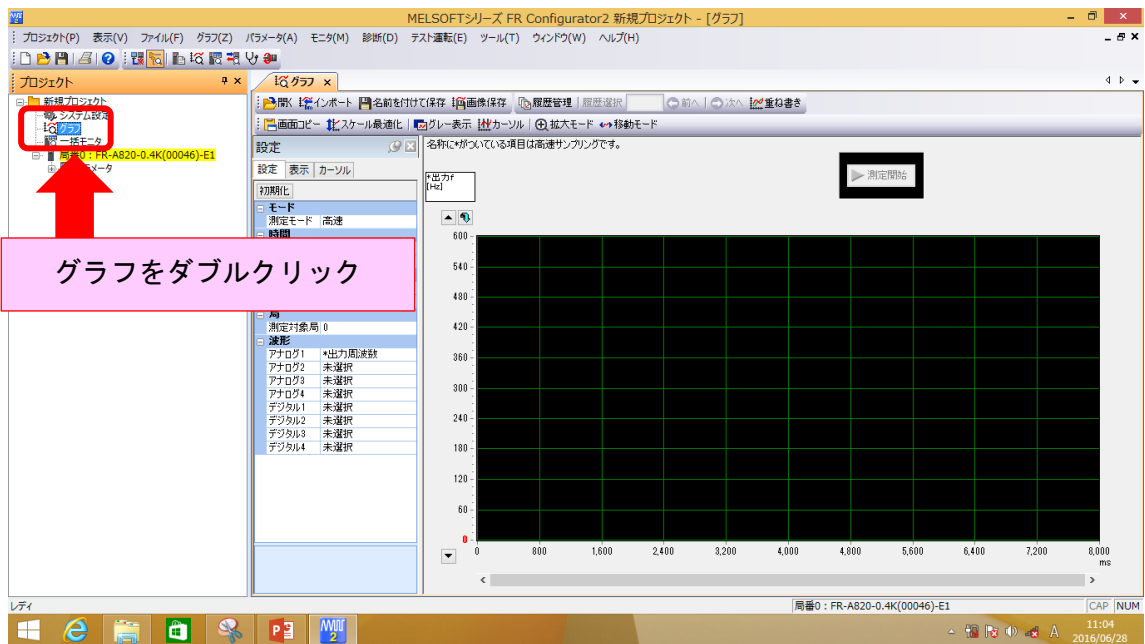 MELSOFTシリーズ FR Configurator2 新規プロジェクト - [グラフ]
プロジェクト(P) 表示(V) ファイル(F) グラフ(Z) パラメータ(A) モニタ(M) 診断(D) テスト運転(E) ツール(T) ウィンドウ(W) ヘルプ(H)
プロジェクト
グラフ
新規プロジェクト
システム設定
グラフ
一括モニタ
局番0：FR-A820-0.4K(00046)-E1
メータ
グラフをダブルクリック
開く インポート 名前を付けて保存 画像保存 履歴管理 履歴選択 前へ 次へ 重ね書き
画面コピー スケール最適化 グレー表示 カーソル 拡大モード 移動モード
設定
設定 表示 カーソル
初期化
モード
測定モード 高速
時間
局
測定対象局 0
波形
アナログ1 *出力周波数
アナログ2 未選択
アナログ3 未選択
アナログ4 未選択
デジタル1 未選択
デジタル2 未選択
デジタル3 未選択
デジタル4 未選択
名称に*がついている項目は高速サンプリングです。
*出力f
[Hz]
測定開始
600
540
480
420
360
300
240
180
120
60
0
0 800 1,600 2,400 3,200 4,000 4,800 5,600 6,400 7,200 8,000
ms
レディ
局番0：FR-A820-0.4K(00046)-E1
CAP NUM
A
11:04
2016/06/28